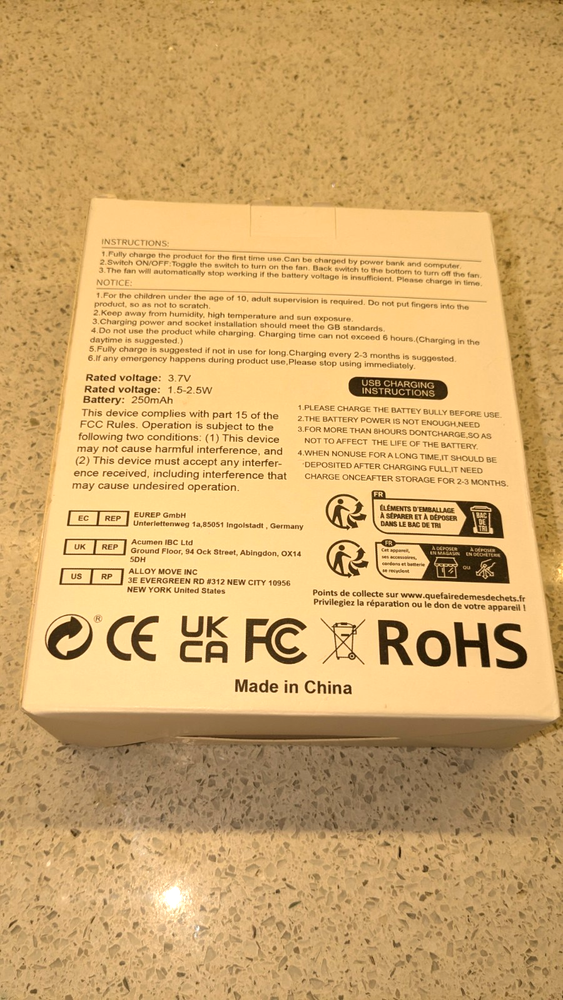 INSTRUCTIONS:
1.Fully charge the product for the first time use.Can be charged by power bank and computer.
2.Switch ON/OFF:Toggle the switch to turn on the fan. Back switch to the bottom to turn off the fan.
3.The fan will automatically stop working if the battery voltage is insufficient. Please charge in time.
NOTICE:
1.For the children under the age of 10, adult supervision is required. Do not put fingers into the
product, so as not to scratch.
2.Keep away from humidity, high temperature and sun exposure.
3.Charging power and socket installation should meet the GB standards.
4.Do not use the product while charging. Charging time can not exceed 6 hours.(Charging in the
daytime is suggested.)
5.Fully charge is suggested if not in use for long.Charging every 2-3 months is suggested.
6.If any emergency happens during product use,Please stop using immediately.
Rated voltage: 3.7V
Rated voltage: 1.5-2.5W
Battery: 250mAh
This device complies with part 15 of the
FCC Rules. Operation is subject to the
following two conditions: (1) This device
may not cause harmful interference, and
(2) This device must accept any interfer-
ence received, including interference that
may cause undesired operation.
USB CHARGING
INSTRUCTIONS
1.PLEASE CHARGE THE BATTEY BULLY BEFORE USE.
2.THE BATTERY POWER IS NOT ENOUGH,NEED
3.FOR MORE THAN 8HOURS DONTCHARGE,SO AS
NOT TO AFFECT THE LIFE OF THE BATTERY.
4.WHEN NONUSE FOR A LONG TIME,IT SHOULD BE
DEPOSITED AFTER CHARGING FULL,IT NEED
CHARGE ONCEAFTER STORAGE FOR 2-3 MONTHS.
EC REP EUREP GmbH
Unterlettenweg 1a,85051 Ingolstadt , Germany
UK REP Acumen IBC Ltd
Ground Floor, 94 Ock Street, Abingdon, OX14
5DH
US RP ALLOY MOVE INC
3E EVERGREEN RD #312 NEW CITY 10956
NEW YORK United States
FR
ÉLÉMENTS D'EMBALLAGE
À SÉPARER ET À DÉPOSER
DANS LE BAC DE TRI
BAC
DE
TRI
FR
Cet appareil,
ses accessoires,
cordons et batterie
se recyclent
À DÉPOSER
EN MAGASIN
OU
À DÉPOSER
EN DÉCHÈTERIE
Points de collecte sur www.quefairedemesdechets.fr
Privilegiez la réparation ou le don de votre appareil !
® CE UK CA FC RoHS
Made in China